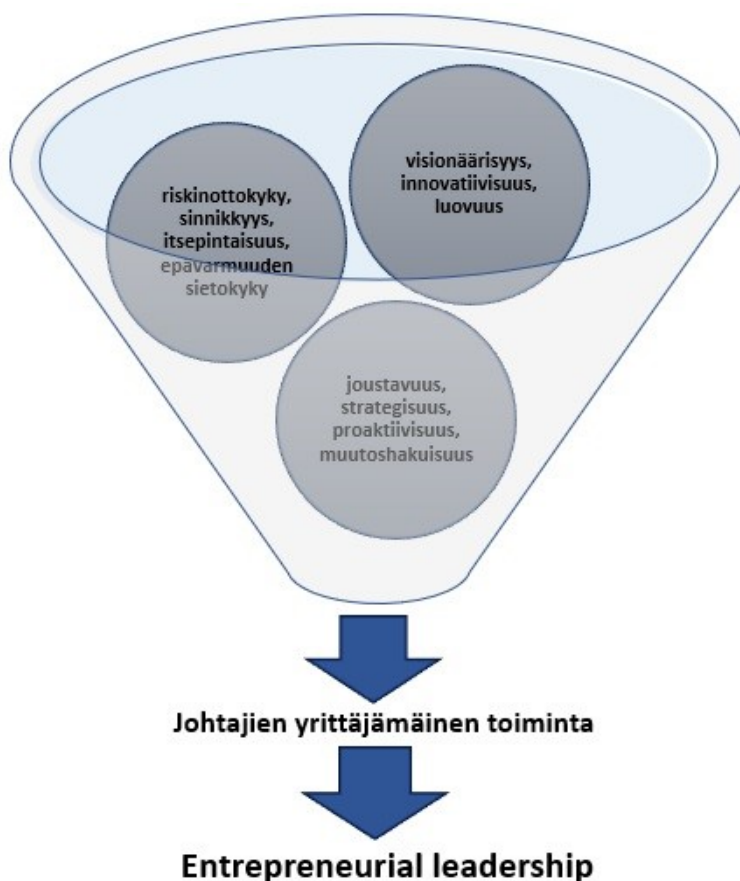 riskinottokyky,
sinnikkyys,
itsepintaisuus,
epävarmuuden
sietokyky
visionäärisyys,
innovatiivisuus,
luovuus
joustavuus,
strategisuus,
proaktiivisuus,
muutoshakuisuus
Johtajien yrittäjämäinen toiminta
Entrepreneurial leadership